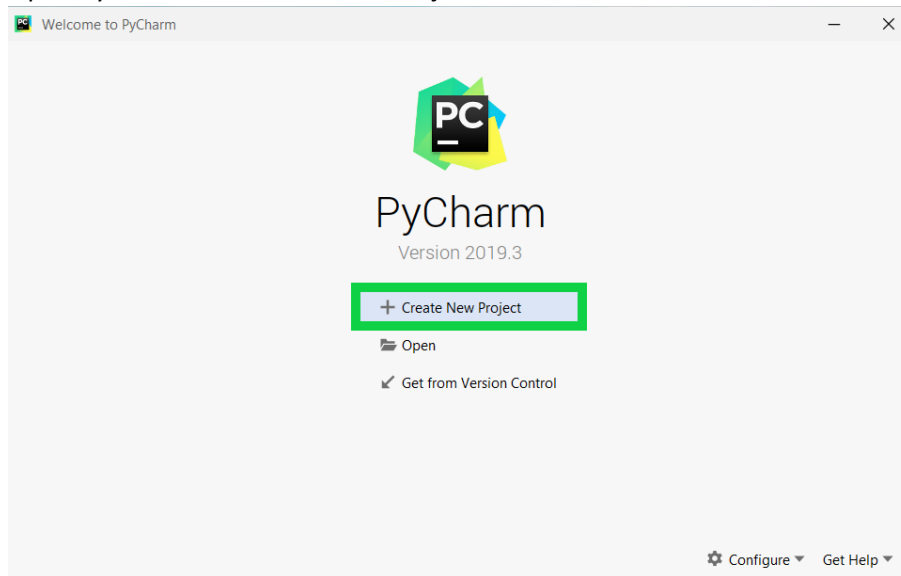 Welcome to PyCharm
PC
PyCharm
Version 2019.3
Create New Project
Open
Get from Version Control
Configure
Get Help